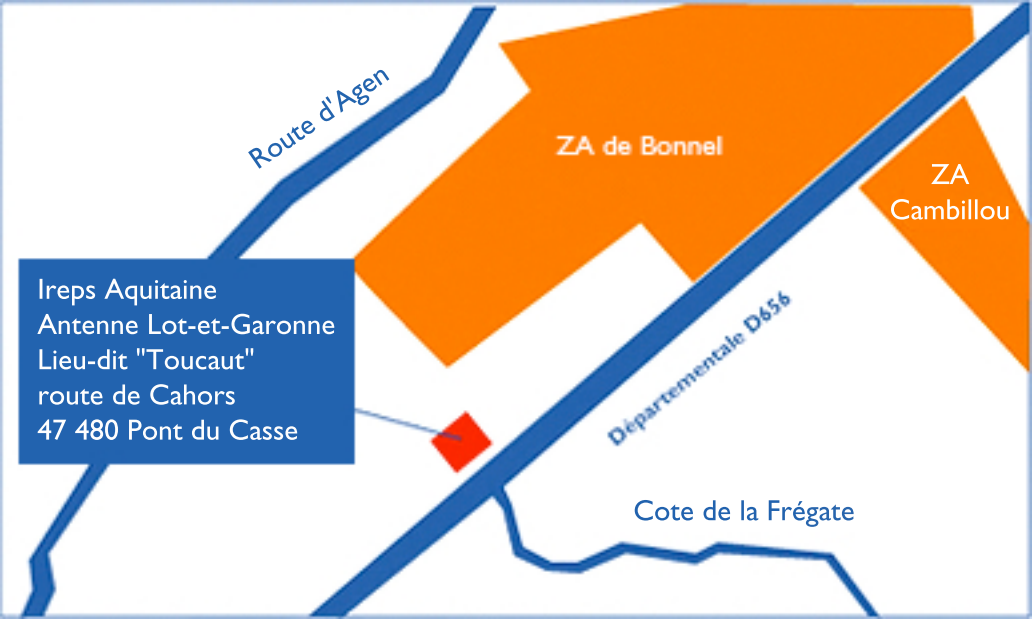 Route d'Agen
ZA de Bonnel
ZA
Cambillou
Ireps Aquitaine
Antenne Lot-et-Garonne
Lieu-dit "Toucaut"
route de Cahors
47 480 Pont du Casse
Départementale D656
Cote de la Frégate